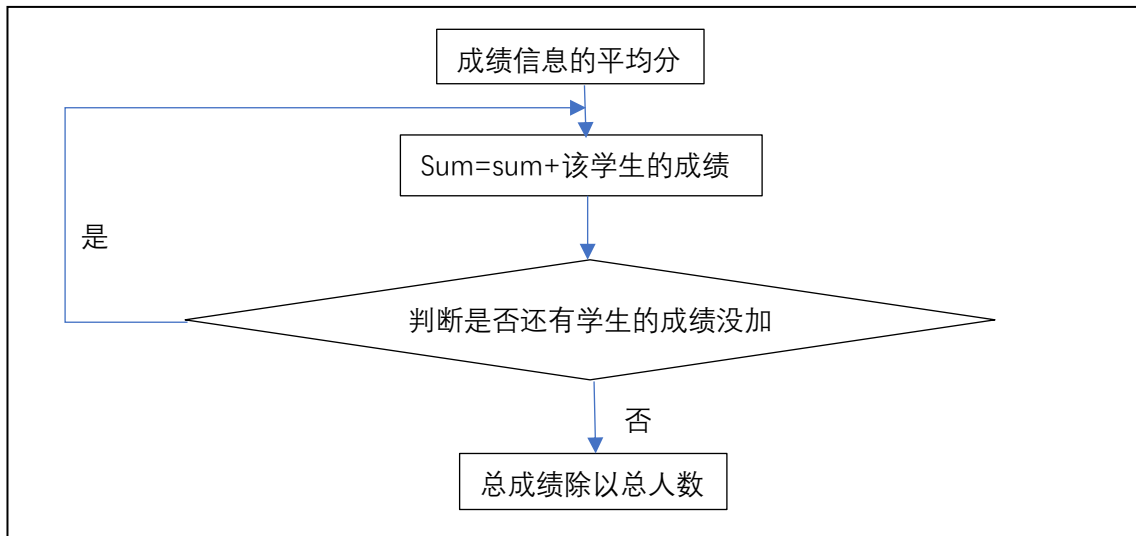 成绩信息的平均分
Sum=sum+该学生的成绩
是
判断是否还有学生的成绩没加
否
总成绩除以总人数